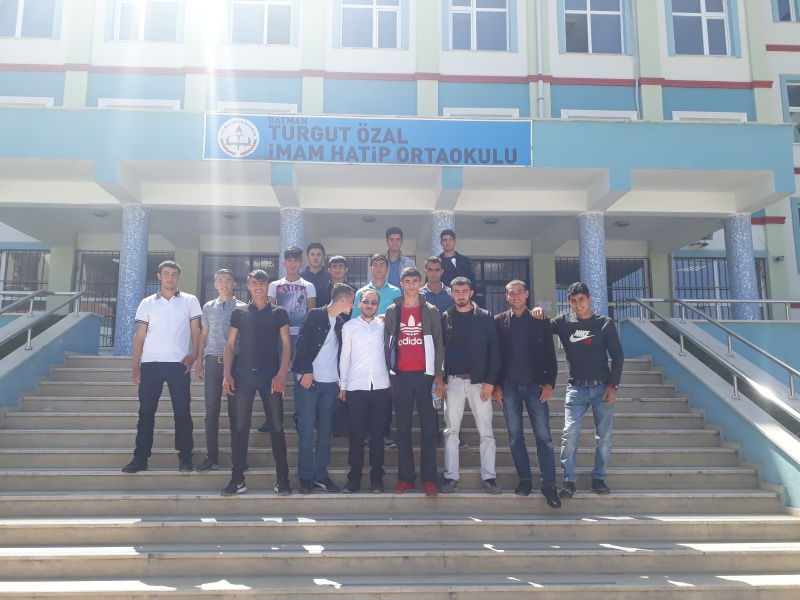 BATMAN
TURGUT ÖZAL
İMAM HATİP ORTAOKULU
adidas
NIKE